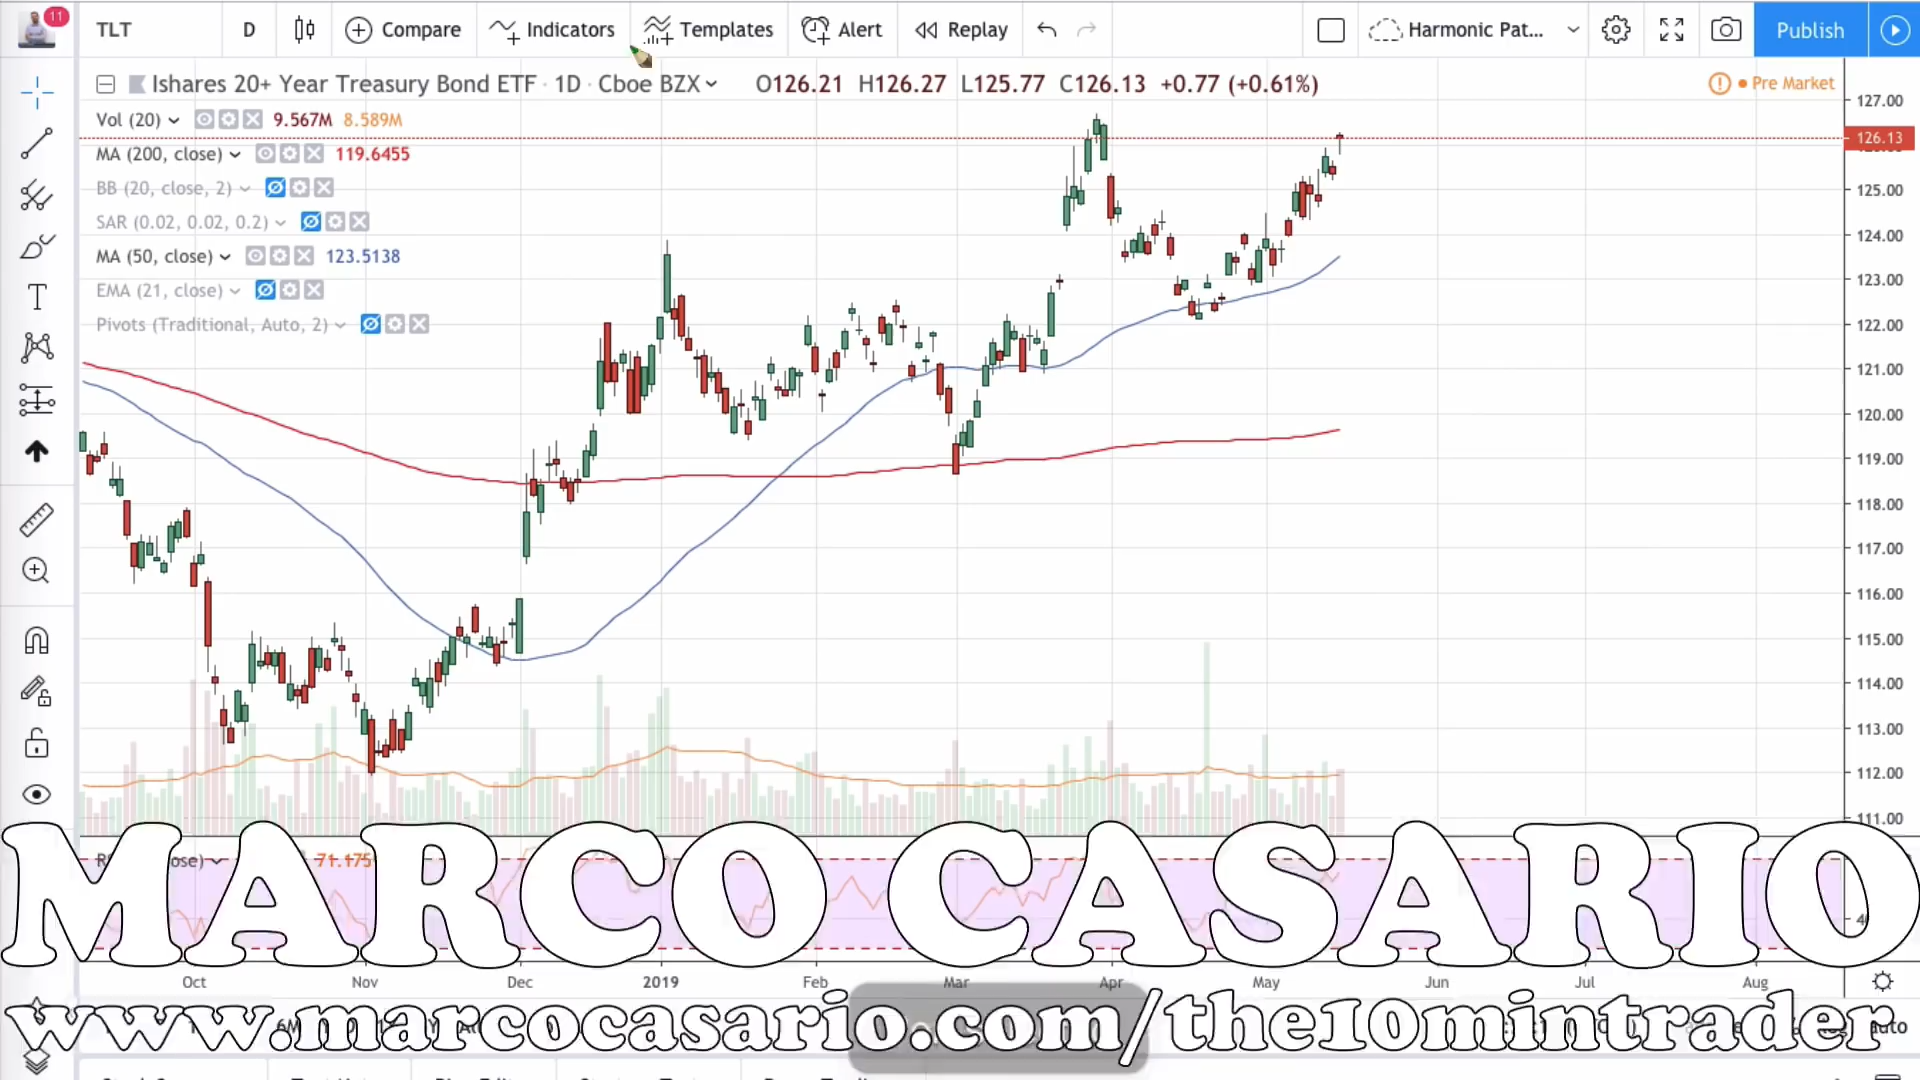 11
TLT D Compare Indicators Templates Alert Replay Harmonic Pat... Publish
Ishares 20+ Year Treasury Bond ETF · 1D · Cboe BZX O126.21 H126.27 L125.77 C126.13 +0.77 (+0.61%) Pre Market
Vol (20) 9.567M 8.589M
MA (200, close) 119.6455
BB (20, close, 2)
SAR (0.02, 0.02, 0.2)
MA (50, close) 123.5138
EMA (21, close)
Pivots (Traditional, Auto, 2)
127.00
126.13
125.00
124.00
123.00
122.00
121.00
120.00
119.00
118.00
117.00
116.00
115.00
114.00
113.00
112.00
111.00
71.175
MARCO CASARIO
Oct Nov Dec 2019 Feb Mar Apr May Jun Jul Aug
www.marcocasario.com/the10mintrader